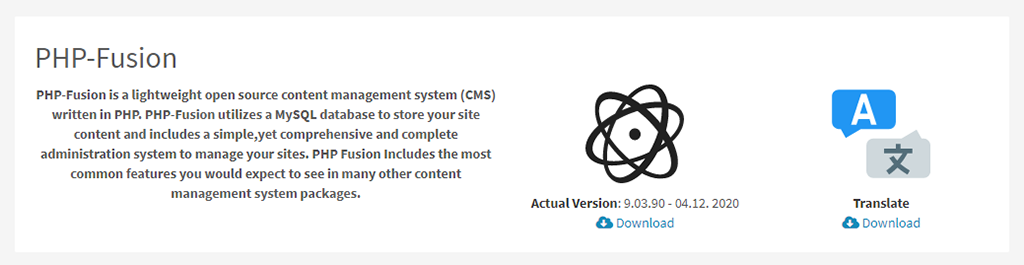 PHP-Fusion
PHP-Fusion is a lightweight open source content management system (CMS)
written in PHP. PHP-Fusion utilizes a MySQL database to store your site
content and includes a simple,yet comprehensive and complete
administration system to manage your sites. PHP Fusion Includes the most
common features you would expect to see in many other content
management system packages.
Actual Version: 9.03.90 - 04.12. 2020
Download
A
文
Translate
Download